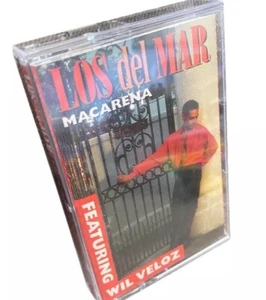 LOS del MAR
MACARENA
FEATURING
WIL VELOZ